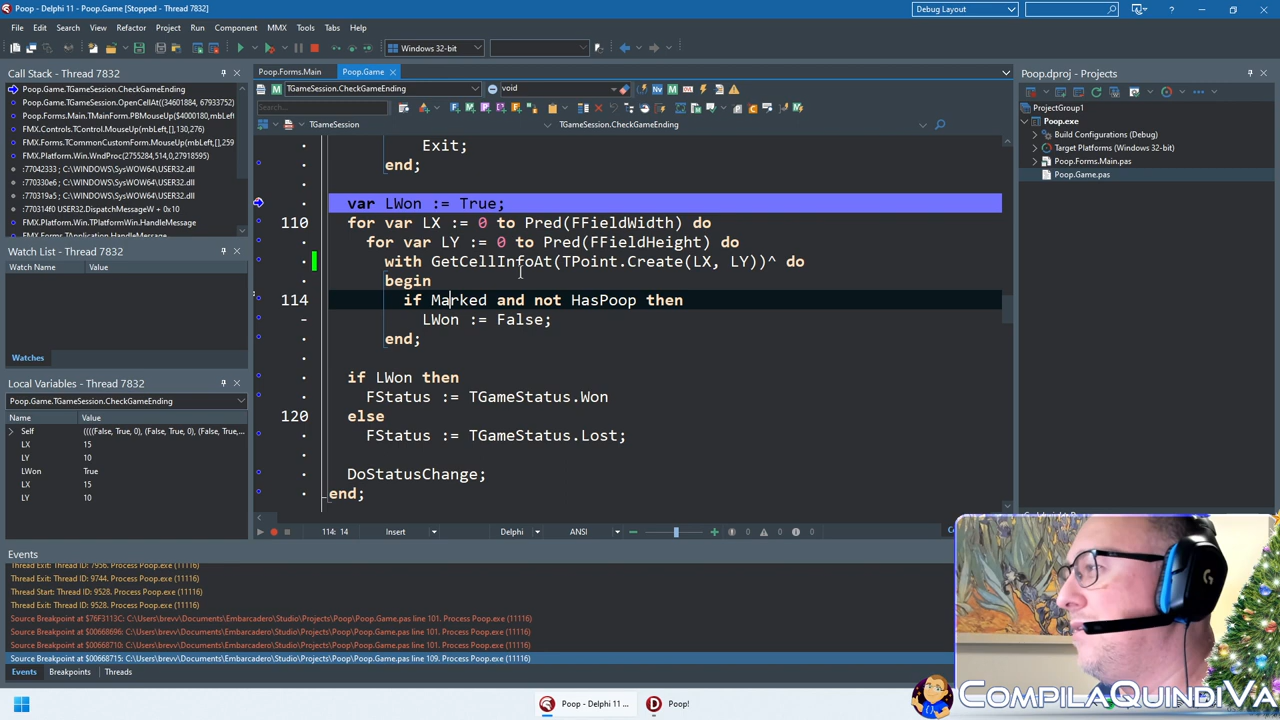 Poop - Delphi 11 - Poop.Game [Stopped - Thread 7832]
Debug Layout
File Edit Search View Refactor Project Run Component MMX Tools Tabs Help
Windows 32-bit
Call Stack - Thread 7832
Poop.Game.TGameSession.CheckGameEnding
Poop.Game.TGameSession.OpenCellAt((34601884, 67933752)
Poop.Forms.Main.TMainForm.PBMouseUp($4D7C2A0,mbLeft
FMX.Controls.TControl.MouseUp(mbLeft,[],130,276)
FMX.Forms.TCustomCommonForm.MouseUp(mbLeft,[],259
FMX.Platform.Win.WndProc(2755284,514,0,27918595)
:77042333 ; C:\WINDOWS\SysWOW64\USER32.dll
:770330e6 ; C:\WINDOWS\SysWOW64\USER32.dll
:770319a5 ; C:\WINDOWS\SysWOW64\USER32.dll
:770314f0 USER32.DispatchMessageW + 0x10
FMX.Platform.Win.TPlatformWin.HandleMessage
Watch List - Thread 7832
Watch Name Value
Watches
Local Variables - Thread 7832
Poop.Game.TGameSession.CheckGameEnding
Name Value
Self ((((False, True, 0), (False, True, 0), (False, True,...
LX 15
LY 10
LWon True
LX 15
LY 10
Poop.Forms.Main Poop.Game
TGameSession.CheckGameEnding void
Search...
TGameSession TGameSession.CheckGameEnding
Exit;
end;
var LWon := True;
110 for var LX := 0 to Pred(FFieldWidth) do
for var LY := 0 to Pred(FFieldHeight) do
with GetCellInfoAt(TPoint.Create(LX, LY))^ do
begin
114 if Marked and not HasPoop then
LWon := False;
end;
if LWon then
FStatus := TGameStatus.Won
120 else
FStatus := TGameStatus.Lost;
DoStatusChange;
end;
114: 14 Insert Delphi ANSI 0 0 0
Poop.dproj - Projects
ProjectGroup1
Poop.exe
Build Configurations (Debug)
Target Platforms (Windows 32-bit)
Poop.Forms.Main.pas
Poop.Game.pas
Events
Thread Exit: Thread ID: 7956. Process Poop.exe (11116)
Thread Exit: Thread ID: 9744. Process Poop.exe (11116)
Thread Start: Thread ID: 9528. Process Poop.exe (11116)
Thread Exit: Thread ID: 9528. Process Poop.exe (11116)
Source Breakpoint at $76F3113C: C:\Users\brevv\Documents\Embarcadero\Studio\Projects\Poop\Poop.Game.pas line 101. Process Poop.exe (11116)
Source Breakpoint at $00668696: C:\Users\brevv\Documents\Embarcadero\Studio\Projects\Poop\Poop.Game.pas line 101. Process Poop.exe (11116)
Source Breakpoint at $00668710: C:\Users\brevv\Documents\Embarcadero\Studio\Projects\Poop\Poop.Game.pas line 101. Process Poop.exe (11116)
Source Breakpoint at $00668715: C:\Users\brevv\Documents\Embarcadero\Studio\Projects\Poop\Poop.Game.pas line 109. Process Poop.exe (11116)
Events Breakpoints Threads
Poop - Delphi 11 ... Poop!
COMPILAQUINDIVA